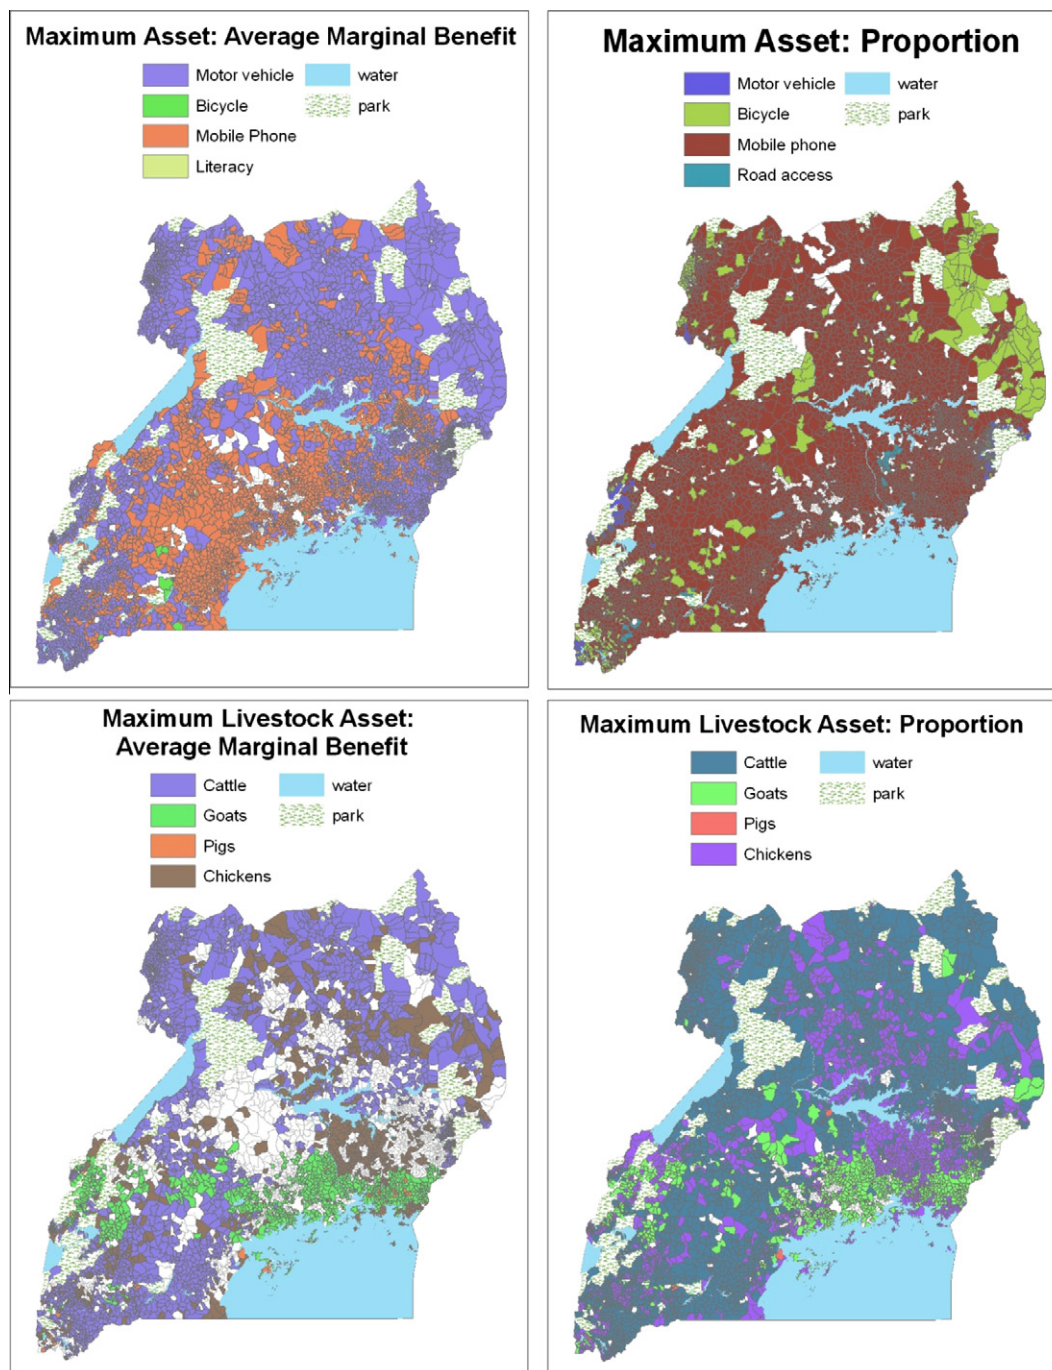 Maximum Asset: Average Marginal Benefit
Motor vehicle water
Bicycle park
Mobile Phone
Literacy
Maximum Asset: Proportion
Motor vehicle water
Bicycle park
Mobile phone
Road access
Maximum Livestock Asset:
Average Marginal Benefit
Cattle water
Goats park
Pigs
Chickens
Maximum Livestock Asset: Proportion
Cattle water
Goats park
Pigs
Chickens